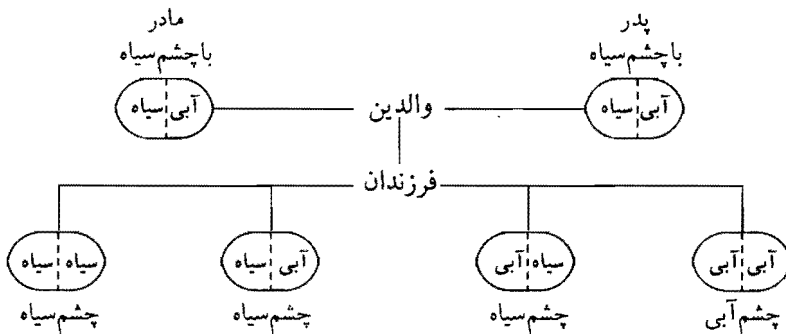 پدر
باچشم سیاه
آبی سیاه
مادر
باچشم سیاه
آبی سیاه
والدین
فرزندان
آبی آبی
چشم آبی
سیاه آبی
چشم سیاه
آبی سیاه
چشم سیاه
سیاه سیاه
چشم سیاه